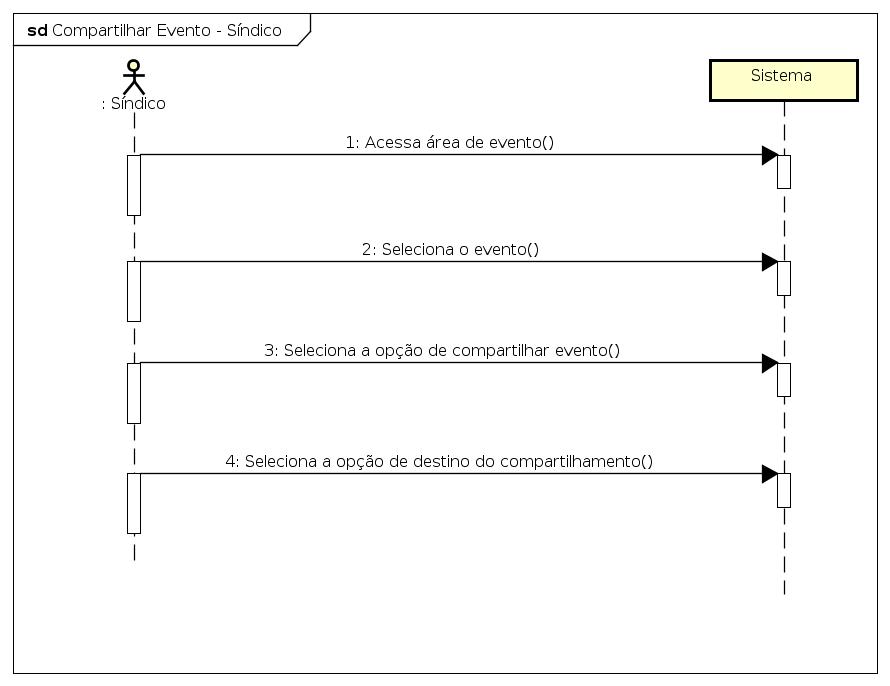 sd Compartilhar Evento - Síndico
: Síndico
Sistema
1: Acessa área de evento()
2: Seleciona o evento()
3: Seleciona a opção de compartilhar evento()
4: Seleciona a opção de destino do compartilhamento()